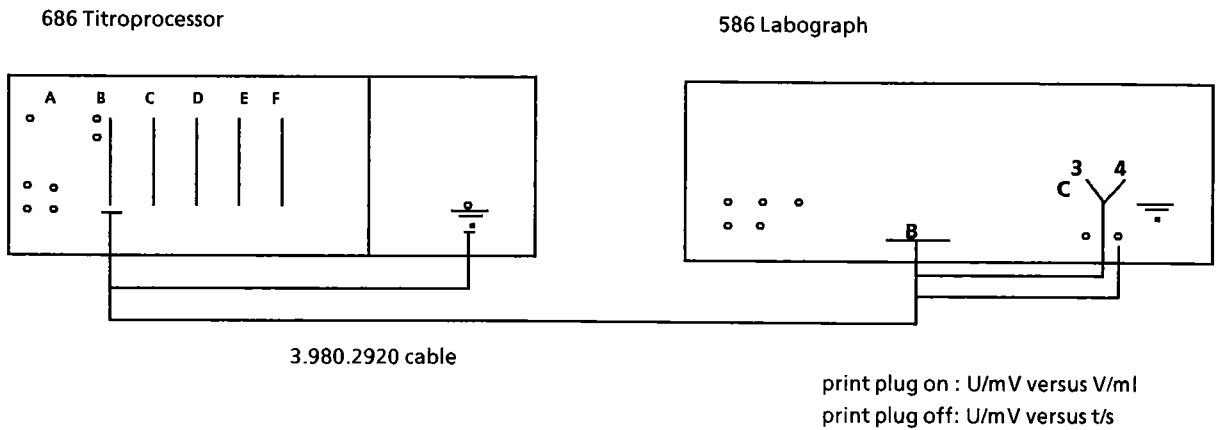 686 Titroprocessor
586 Labograph
A B C D E F
3 4
C
B
3.980.2920 cable
print plug on : U/mV versus V/ml
print plug off: U/mV versus t/s